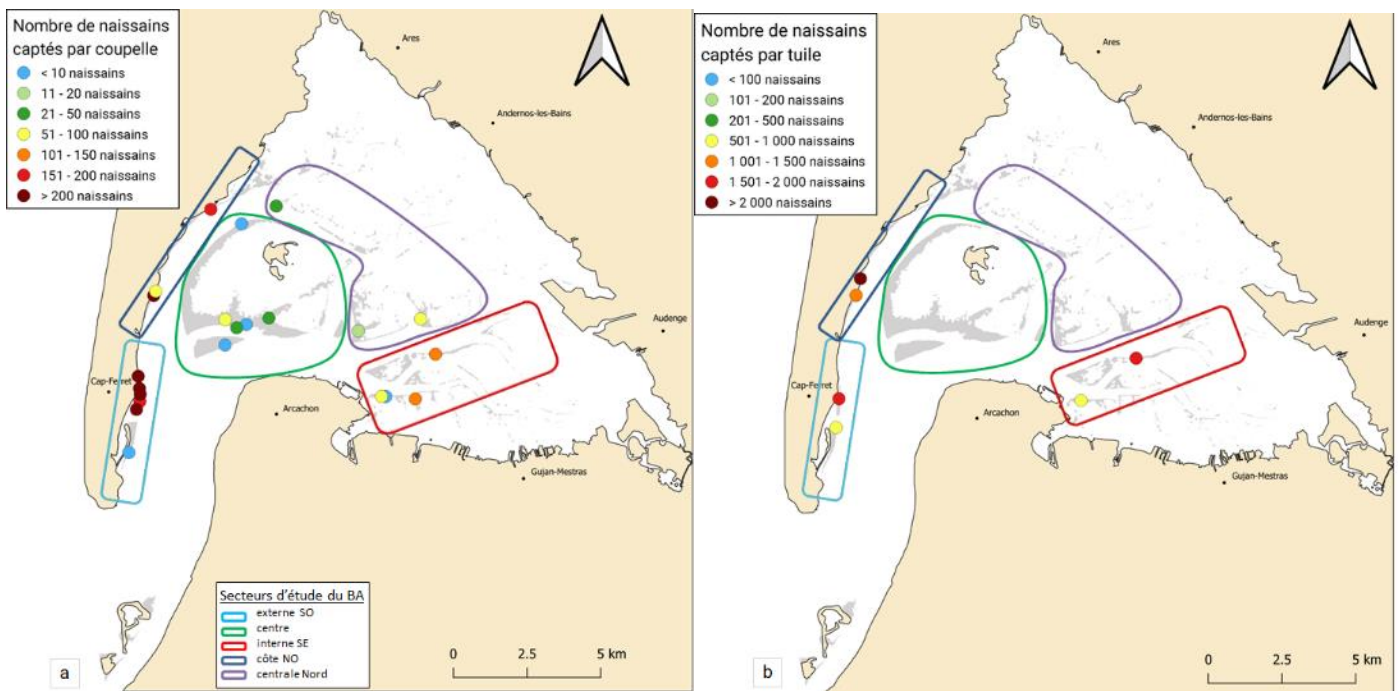 Nombre de naissains
captés par coupelle
< 10 naissains
11 - 20 naissains
21 - 50 naissains
51 - 100 naissains
101 - 150 naissains
151 - 200 naissains
> 200 naissains
Ares
Andernos-les-Bains
Audenge
Cap-Ferret
Arcachon
Gujan-Mestras
Secteurs d'étude du BA
externe SO
centre
interne SE
côte NO
centrale Nord
0 2.5 5 km
a
Nombre de naissains
captés par tuile
< 100 naissains
101 - 200 naissains
201 - 500 naissains
501 - 1 000 naissains
1 001 - 1 500 naissains
1 501 - 2 000 naissains
> 2 000 naissains
Ares
Andernos-les-Bains
Audenge
Cap-Ferret
Arcachon
Gujan-Mestras
0 2.5 5 km
b